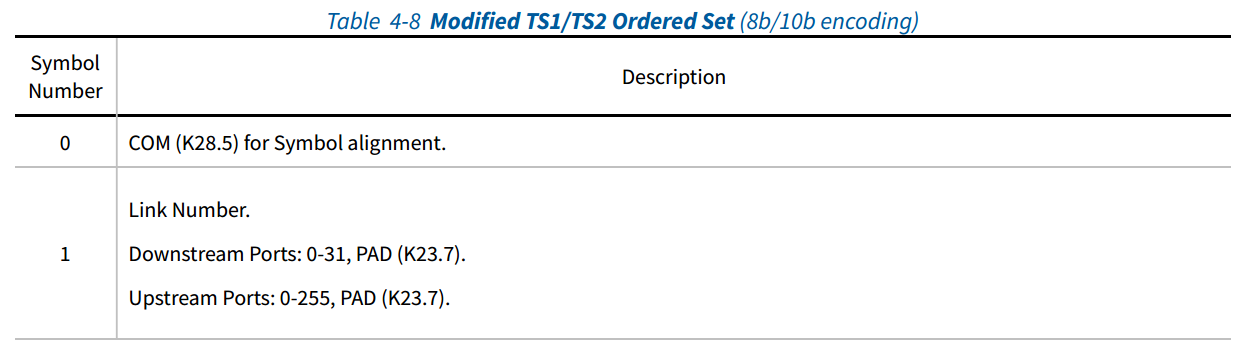 Table 4-8 Modified TS1/TS2 Ordered Set (8b/10b encoding)
Symbol
Number
Description
0
COM (K28.5) for Symbol alignment.
1
Link Number.
Downstream Ports: 0-31, PAD (K23.7).
Upstream Ports: 0-255, PAD (K23.7).